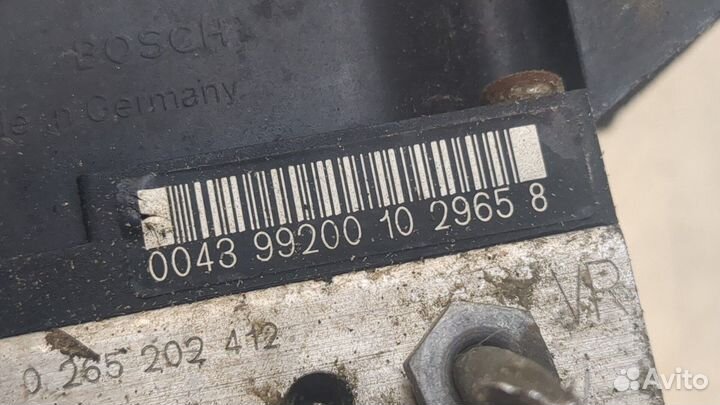 BOSCH
Made in Germany
0043 99200 10 2965 8
VR
0 265 202 412
Avito